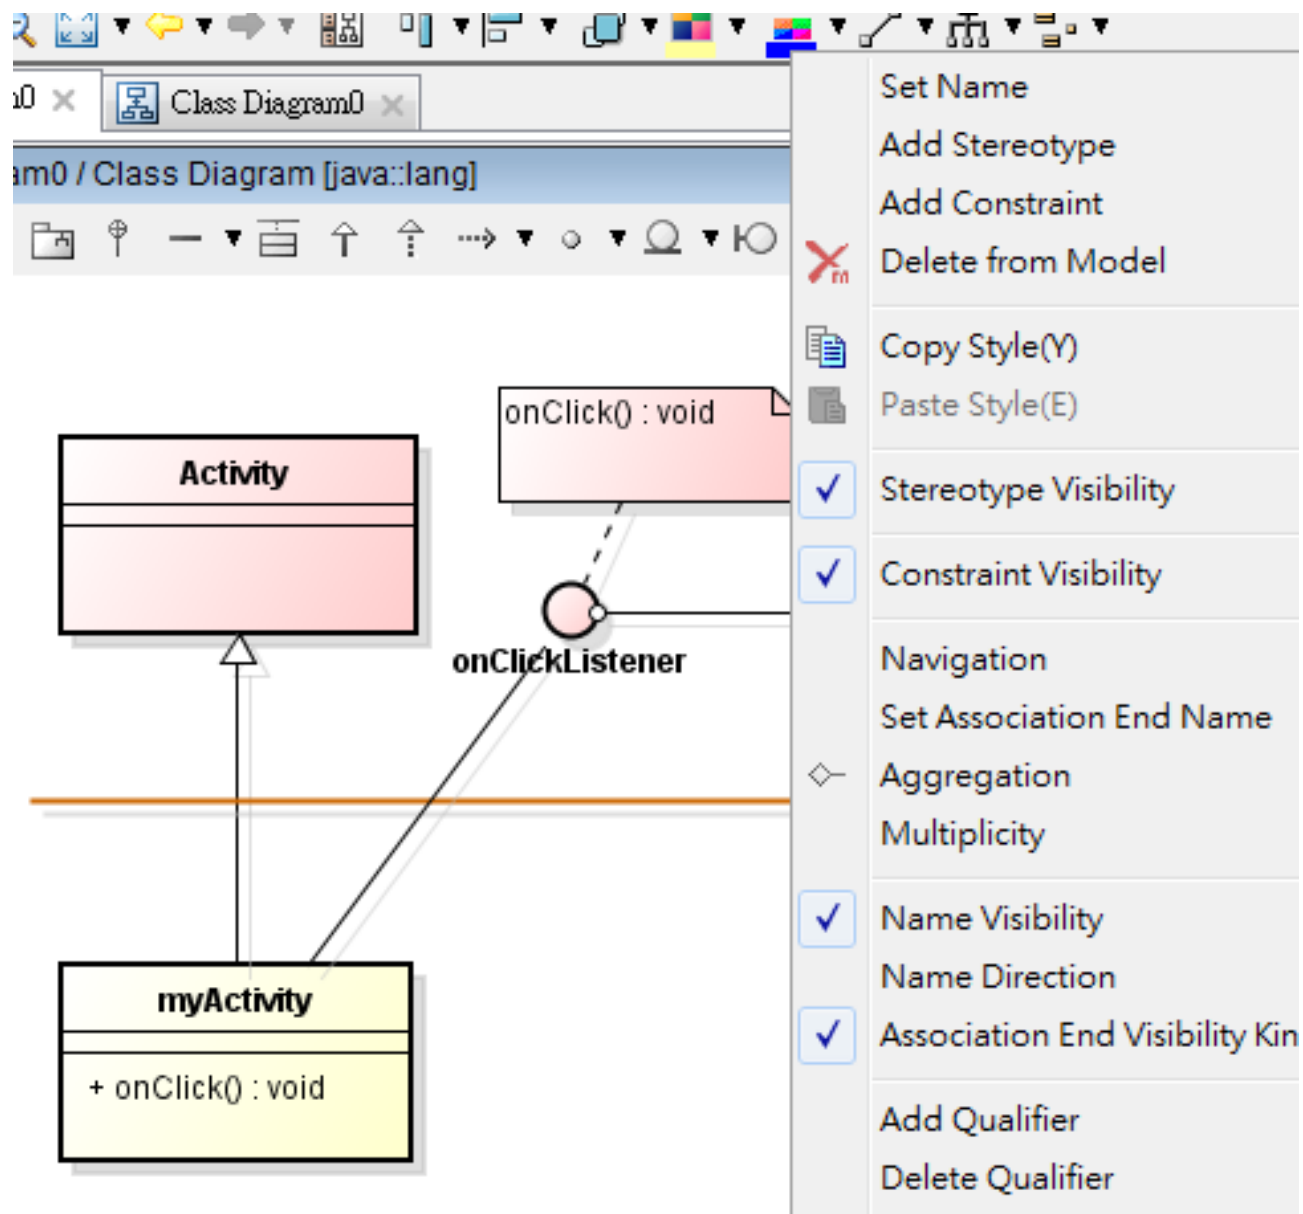 m0
Class Diagram0
am0 / Class Diagram [java::lang]
onClick() : void
Activity
onClickListener
myActivity
+ onClick() : void
Set Name
Add Stereotype
Add Constraint
Delete from Model
Copy Style(Y)
Paste Style(E)
Stereotype Visibility
Constraint Visibility
Navigation
Set Association End Name
Aggregation
Multiplicity
Name Visibility
Name Direction
Association End Visibility Kin
Add Qualifier
Delete Qualifier